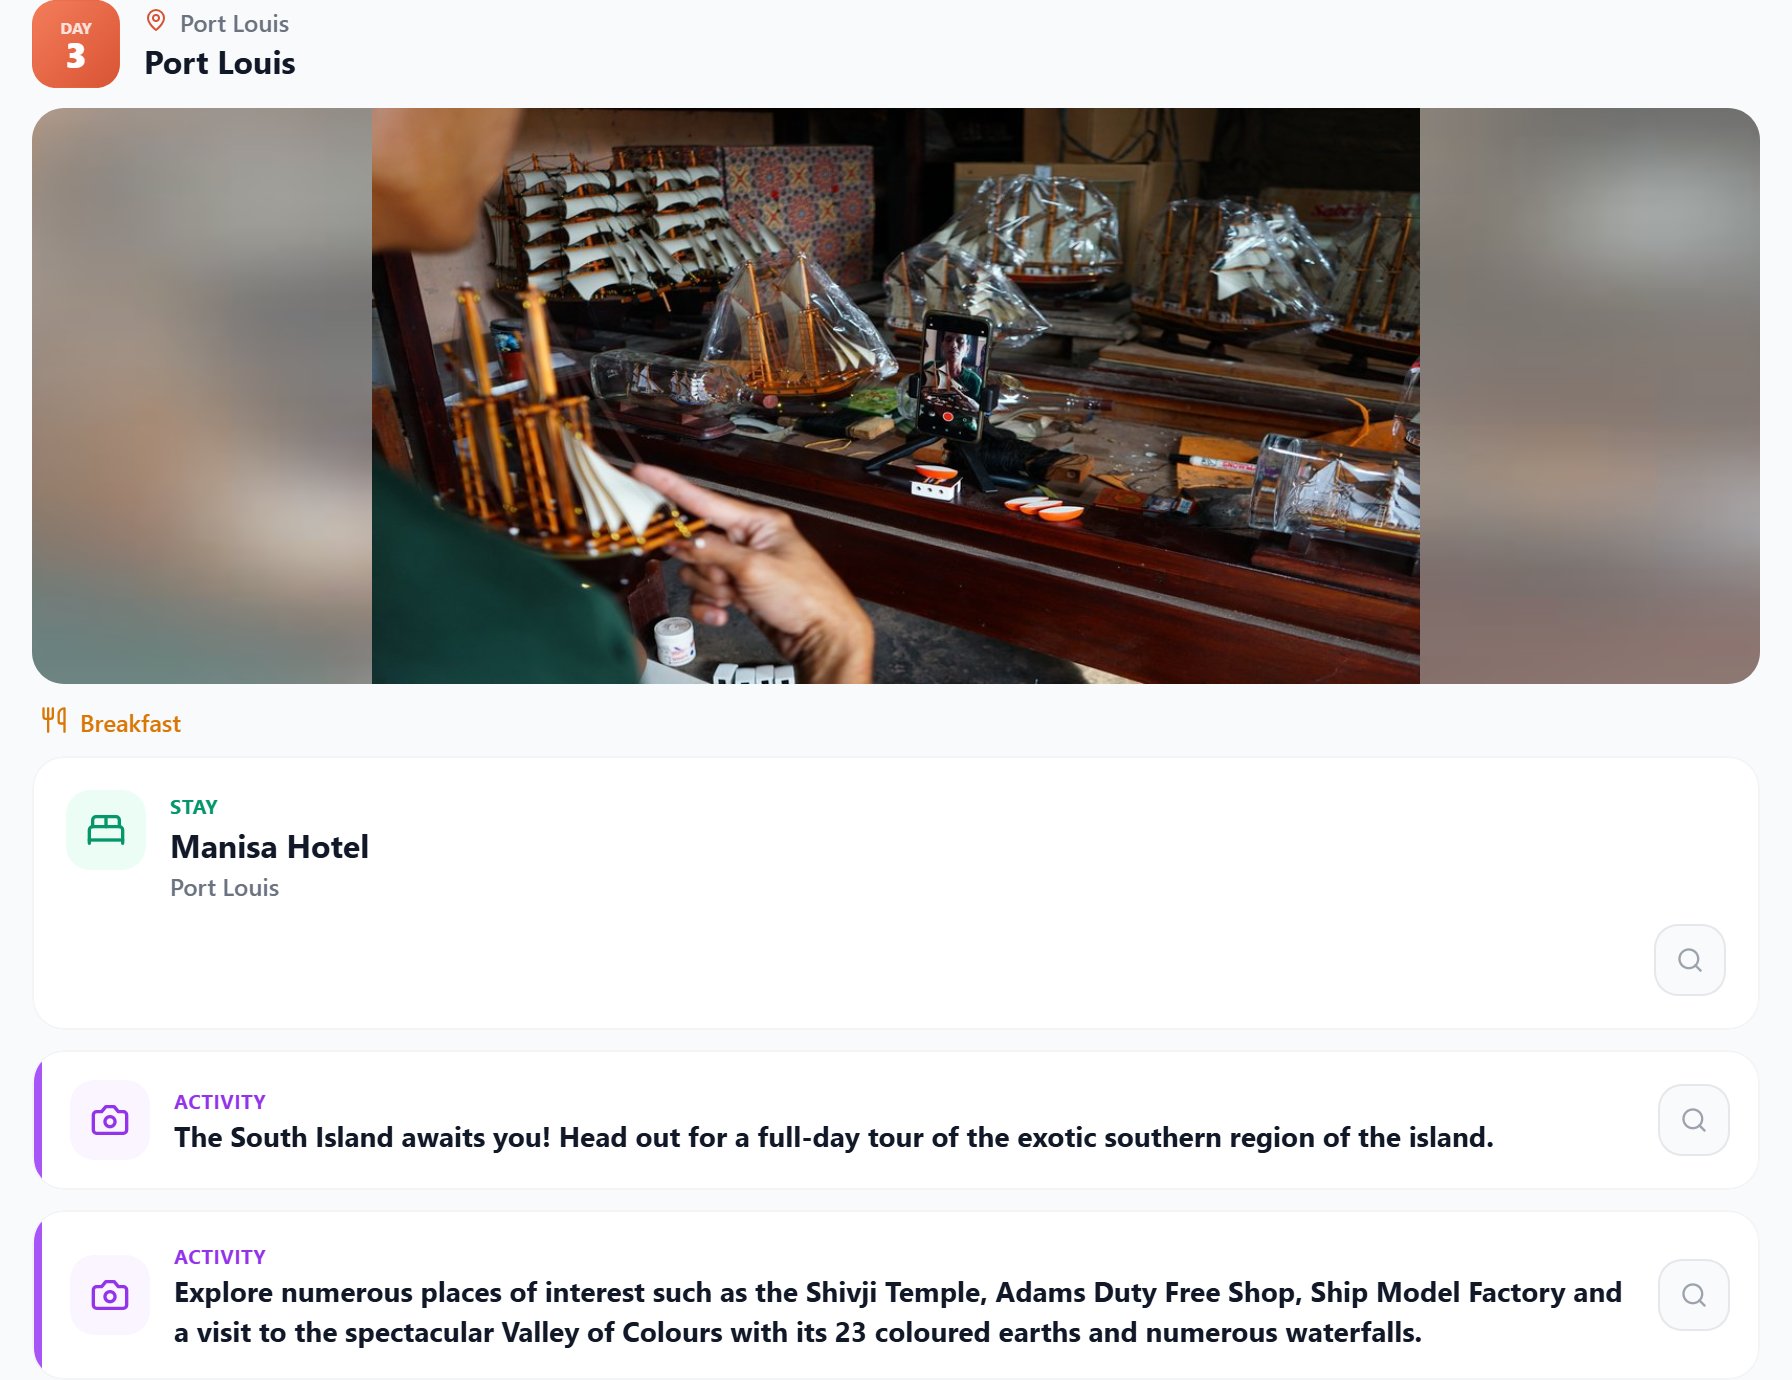 DAY
3
Port Louis
Port Louis
Breakfast
STAY
Manisa Hotel
Port Louis
ACTIVITY
The South Island awaits you! Head out for a full-day tour of the exotic southern region of the island.
ACTIVITY
Explore numerous places of interest such as the Shivji Temple, Adams Duty Free Shop, Ship Model Factory and
a visit to the spectacular Valley of Colours with its 23 coloured earths and numerous waterfalls.